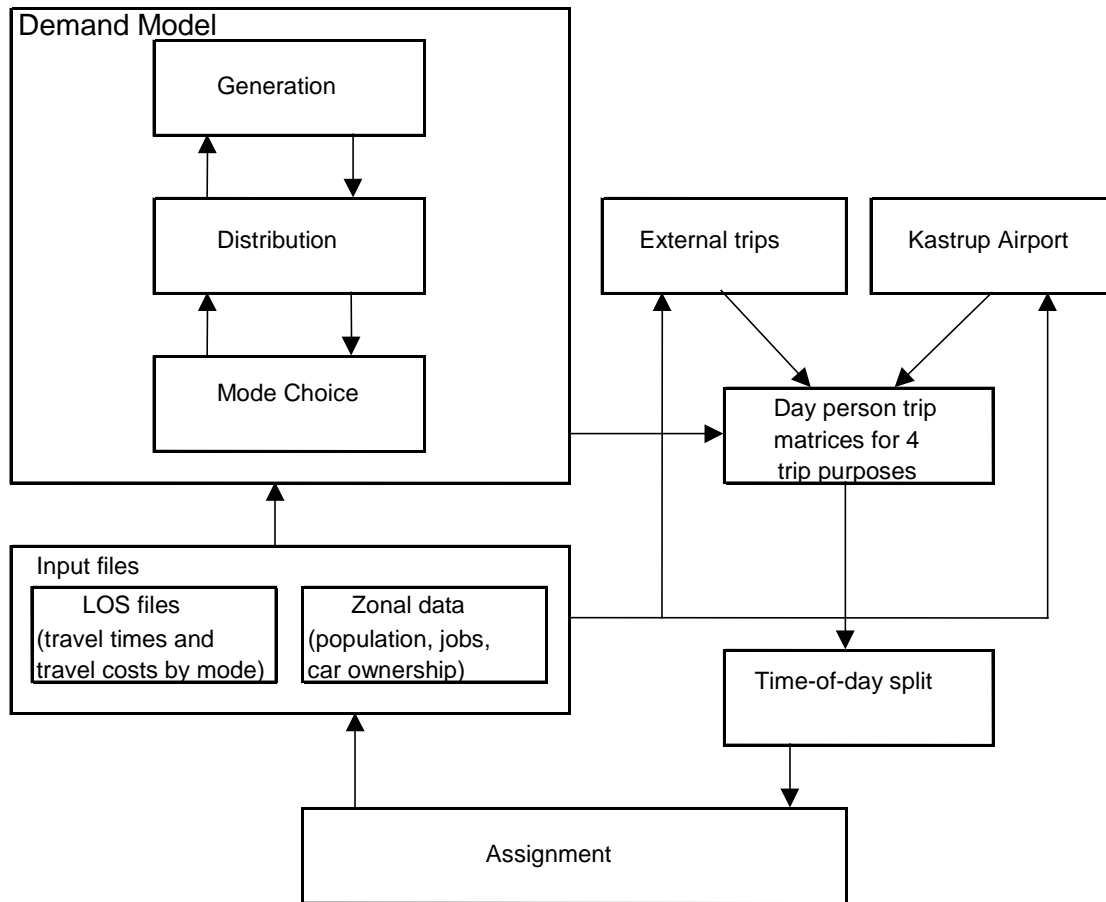 Demand Model
Generation
Distribution
Mode Choice
External trips
Kastrup Airport
Day person trip
matrices for 4
trip purposes
Input files
LOS files
(travel times and
travel costs by mode)
Zonal data
(population, jobs,
car ownership)
Time-of-day split
Assignment